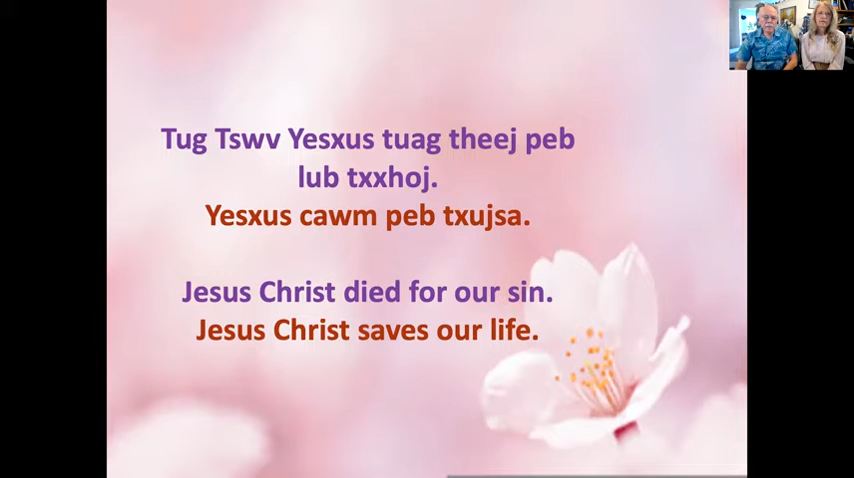 Tug Tswv Yesxus tuag theej peb
lub txxhoj.
Yesxus cawm peb txujsa.
Jesus Christ died for our sin.
Jesus Christ saves our life.